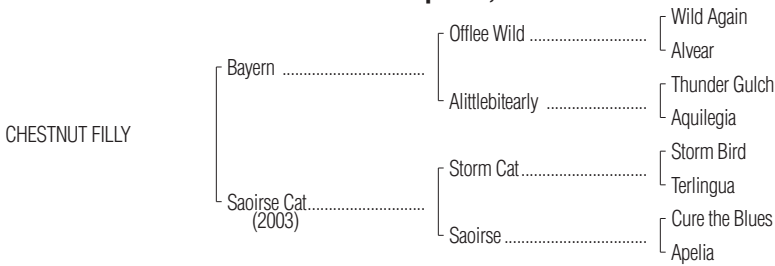 Wild Again
Offlee Wild ............................
Alvear
Bayern ..................................
Thunder Gulch
Alittlebitearly ........................
Aquilegia
CHESTNUT FILLY
Storm Bird
Storm Cat..............................
Terlingua
Saoirse Cat............................
(2003)
Cure the Blues
Saoirse ..................................
Apelia